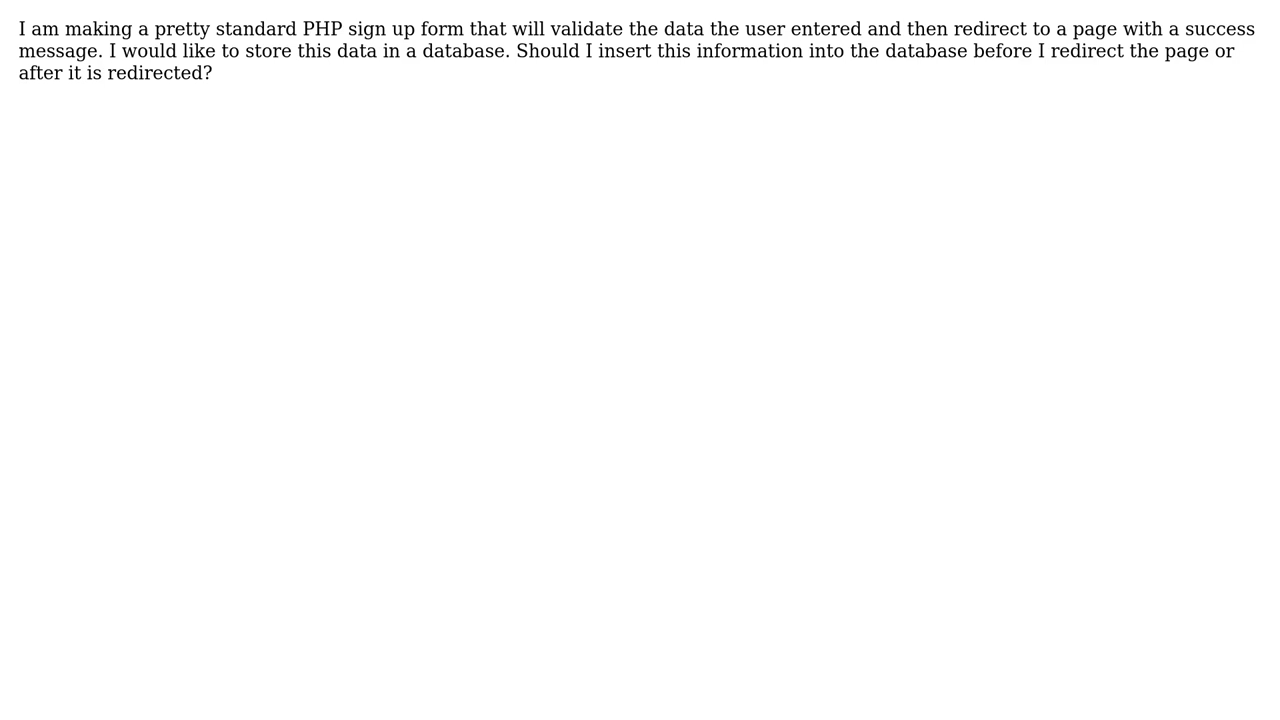 I am making a pretty standard PHP sign up form that will validate the data the user entered and then redirect to a page with a success
message. I would like to store this data in a database. Should I insert this information into the database before I redirect the page or
after it is redirected?